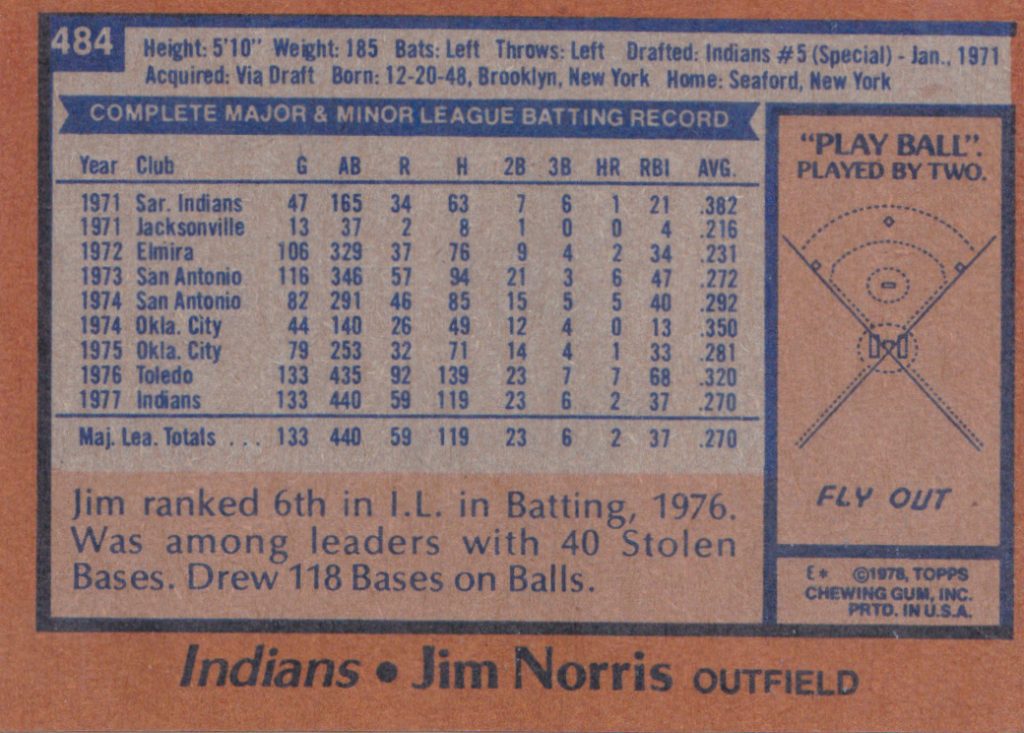 484
Height: 5'10" Weight: 185 Bats: Left Throws: Left Drafted: Indians #5 (Special) - Jan., 1971
Acquired: Via Draft Born: 12-20-48, Brooklyn, New York Home: Seaford, New York
COMPLETE MAJOR & MINOR LEAGUE BATTING RECORD
Year Club G AB R H 2B 3B HR RBI AVG.
1971 Sar. Indians 47 165 34 63 7 6 1 21 .382
1971 Jacksonville 13 37 2 8 1 0 0 4 .216
1972 Elmira 106 329 37 76 9 4 2 34 .231
1973 San Antonio 116 346 57 94 21 3 6 47 .272
1974 San Antonio 82 291 46 85 15 5 5 40 .292
1974 Okla. City 44 140 26 49 12 4 0 13 .350
1975 Okla. City 79 253 32 71 14 4 1 33 .281
1976 Toledo 133 435 92 139 23 7 7 68 .320
1977 Indians 133 440 59 119 23 6 2 37 .270
Maj. Lea. Totals . . . 133 440 59 119 23 6 2 37 .270
Jim ranked 6th in I.L. in Batting, 1976.
Was among leaders with 40 Stolen
Bases. Drew 118 Bases on Balls.
"PLAY BALL".
PLAYED BY TWO.
FLY OUT
E* ©1978, TOPPS
CHEWING GUM, INC.
PRTD. IN U.S.A.
Indians • Jim Norris OUTFIELD